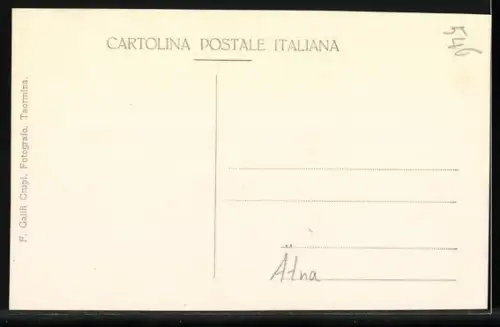 CARTOLINA POSTALE ITALIANA
546
F. Galifi Crupi, Fotografo, Taormina.
Ätna